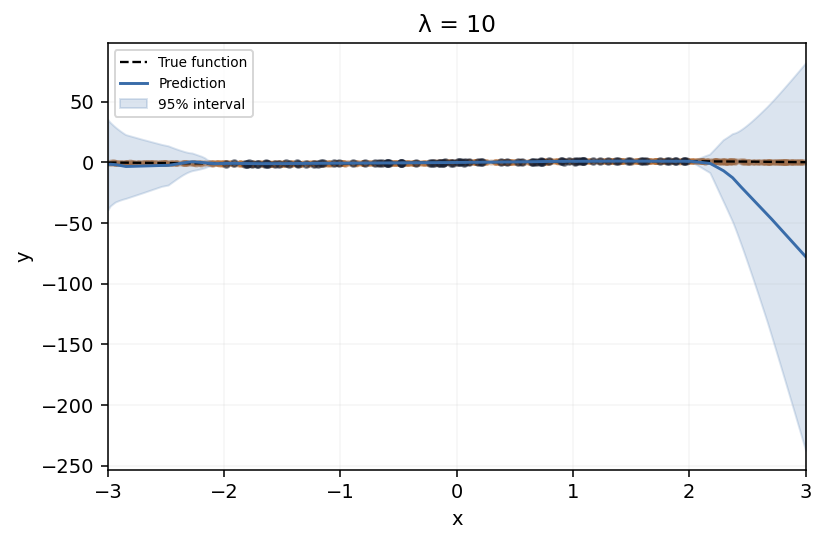 λ = 10
True function
Prediction
95% interval
50
0
−50
−100
−150
−200
−250
y
−3
−2
−1
0
1
2
3
x